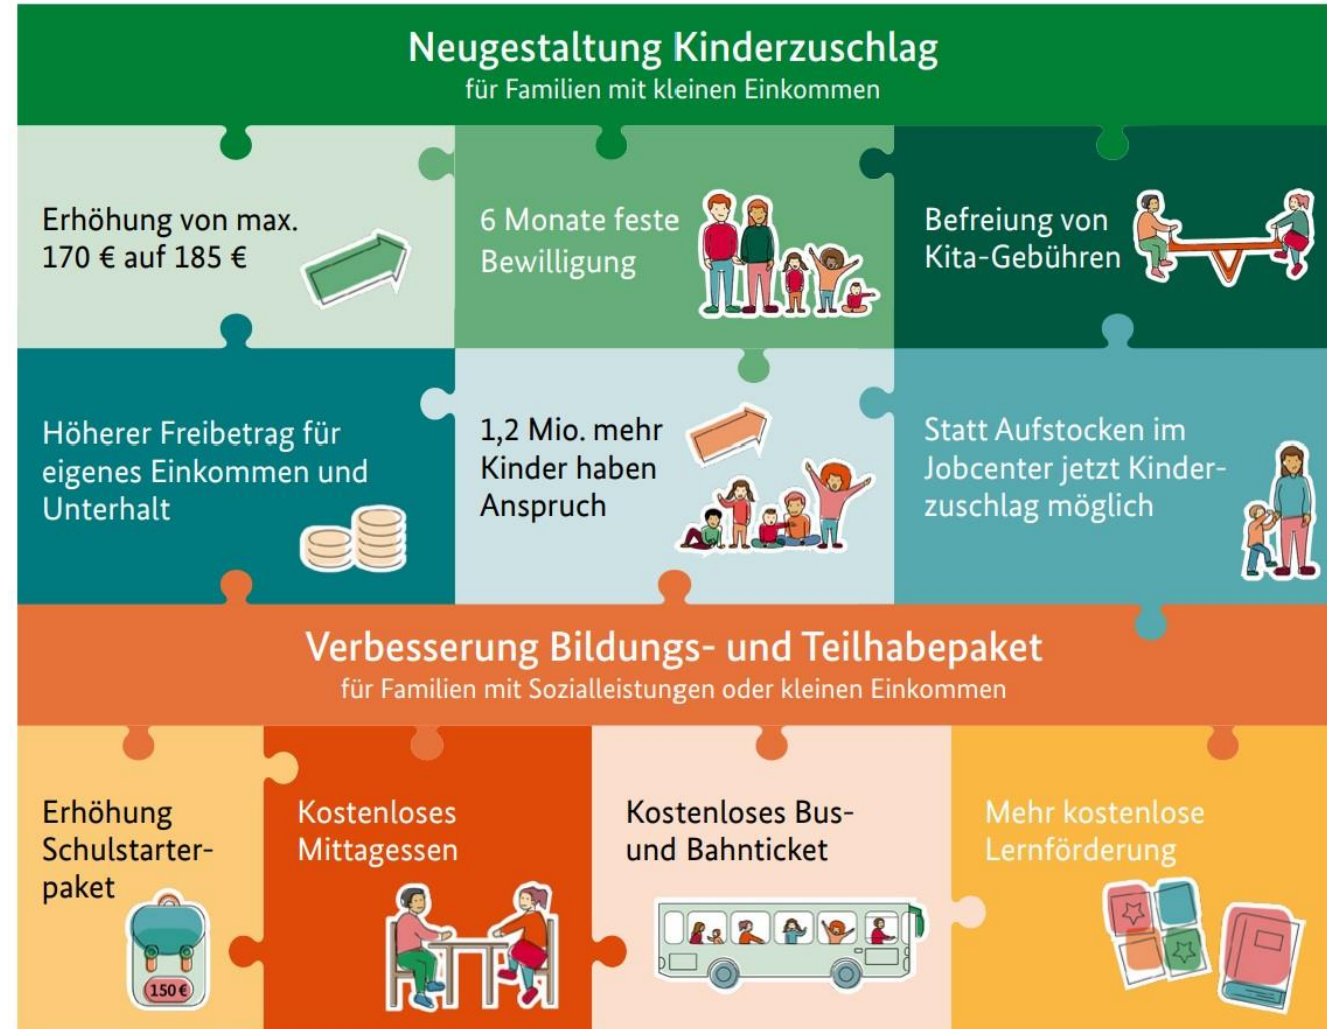 Neugestaltung Kinderzuschlag
für Familien mit kleinen Einkommen
Erhöhung von max.
170 € auf 185 €
6 Monate feste
Bewilligung
Befreiung von
Kita-Gebühren
Höherer Freibetrag für
eigenes Einkommen und
Unterhalt
1,2 Mio. mehr
Kinder haben
Anspruch
Statt Aufstocken im
Jobcenter jetzt Kinder-
zuschlag möglich
Verbesserung Bildungs- und Teilhabepaket
für Familien mit Sozialleistungen oder kleinen Einkommen
Erhöhung
Schulstarter-
paket
150 €
Kostenloses
Mittagessen
Kostenloses Bus-
und Bahnticket
Mehr kostenlose
Lernförderung